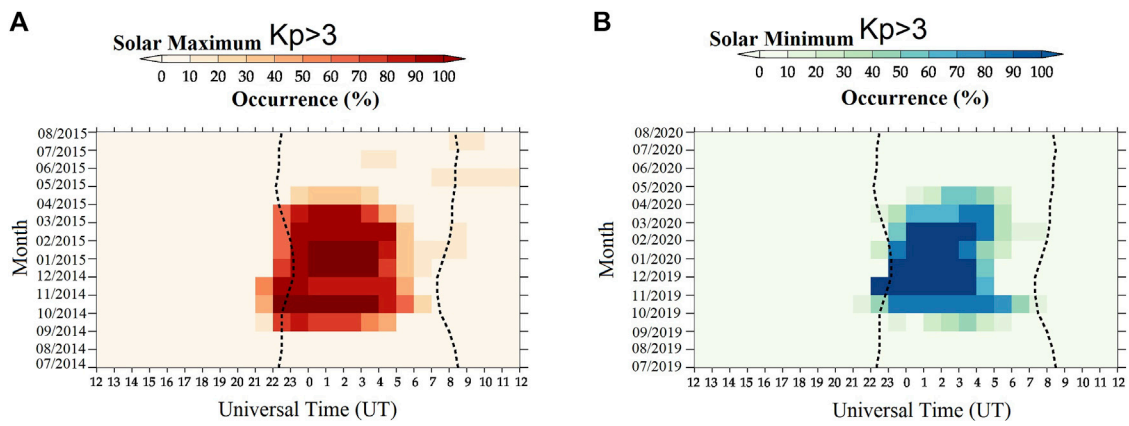 A
Solar Maximum Kp>3
0 10 20 30 40 50 60 70 80 90 100
Occurrence (%)
Month
08/2015
07/2015
06/2015
05/2015
04/2015
03/2015
02/2015
01/2015
12/2014
11/2014
10/2014
09/2014
08/2014
07/2014
12 13 14 15 16 17 18 19 20 21 22 23 0 1 2 3 4 5 6 7 8 9 10 11 12
Universal Time (UT)
B
Solar Minimum Kp>3
0 10 20 30 40 50 60 70 80 90 100
Occurrence (%)
Month
08/2020
07/2020
06/2020
05/2020
04/2020
03/2020
02/2020
01/2020
12/2019
11/2019
10/2019
09/2019
08/2019
07/2019
12 13 14 15 16 17 18 19 20 21 22 23 0 1 2 3 4 5 6 7 8 9 10 11 12
Universal Time (UT)